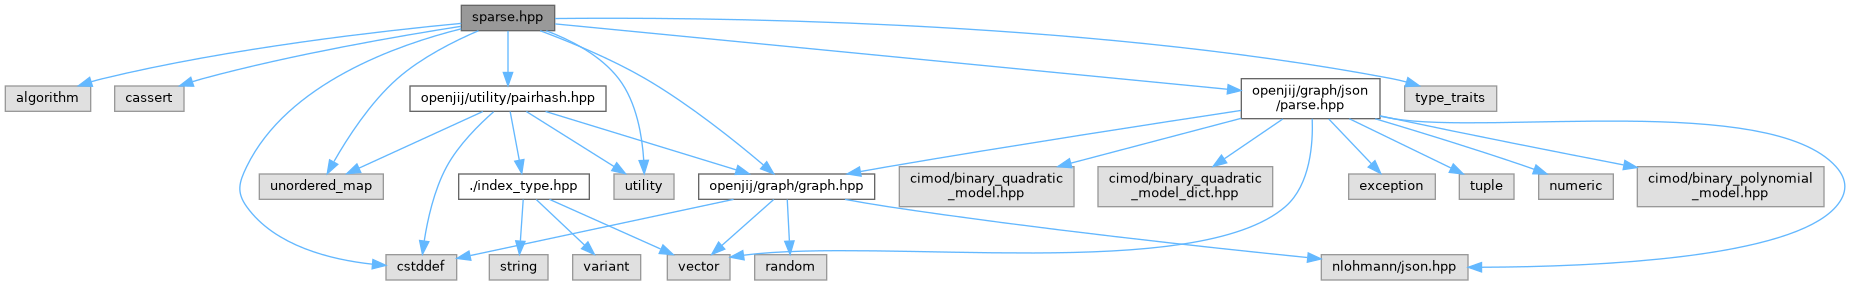 sparse.hpp
algorithm
cassert
openjij/utility/pairhash.hpp
openjij/graph/json
/parse.hpp
type_traits
unordered_map
./index_type.hpp
utility
openjij/graph/graph.hpp
cimod/binary_quadratic
_model.hpp
cimod/binary_quadratic
_model_dict.hpp
exception
tuple
numeric
cimod/binary_polynomial
_model.hpp
cstddef
string
variant
vector
random
nlohmann/json.hpp